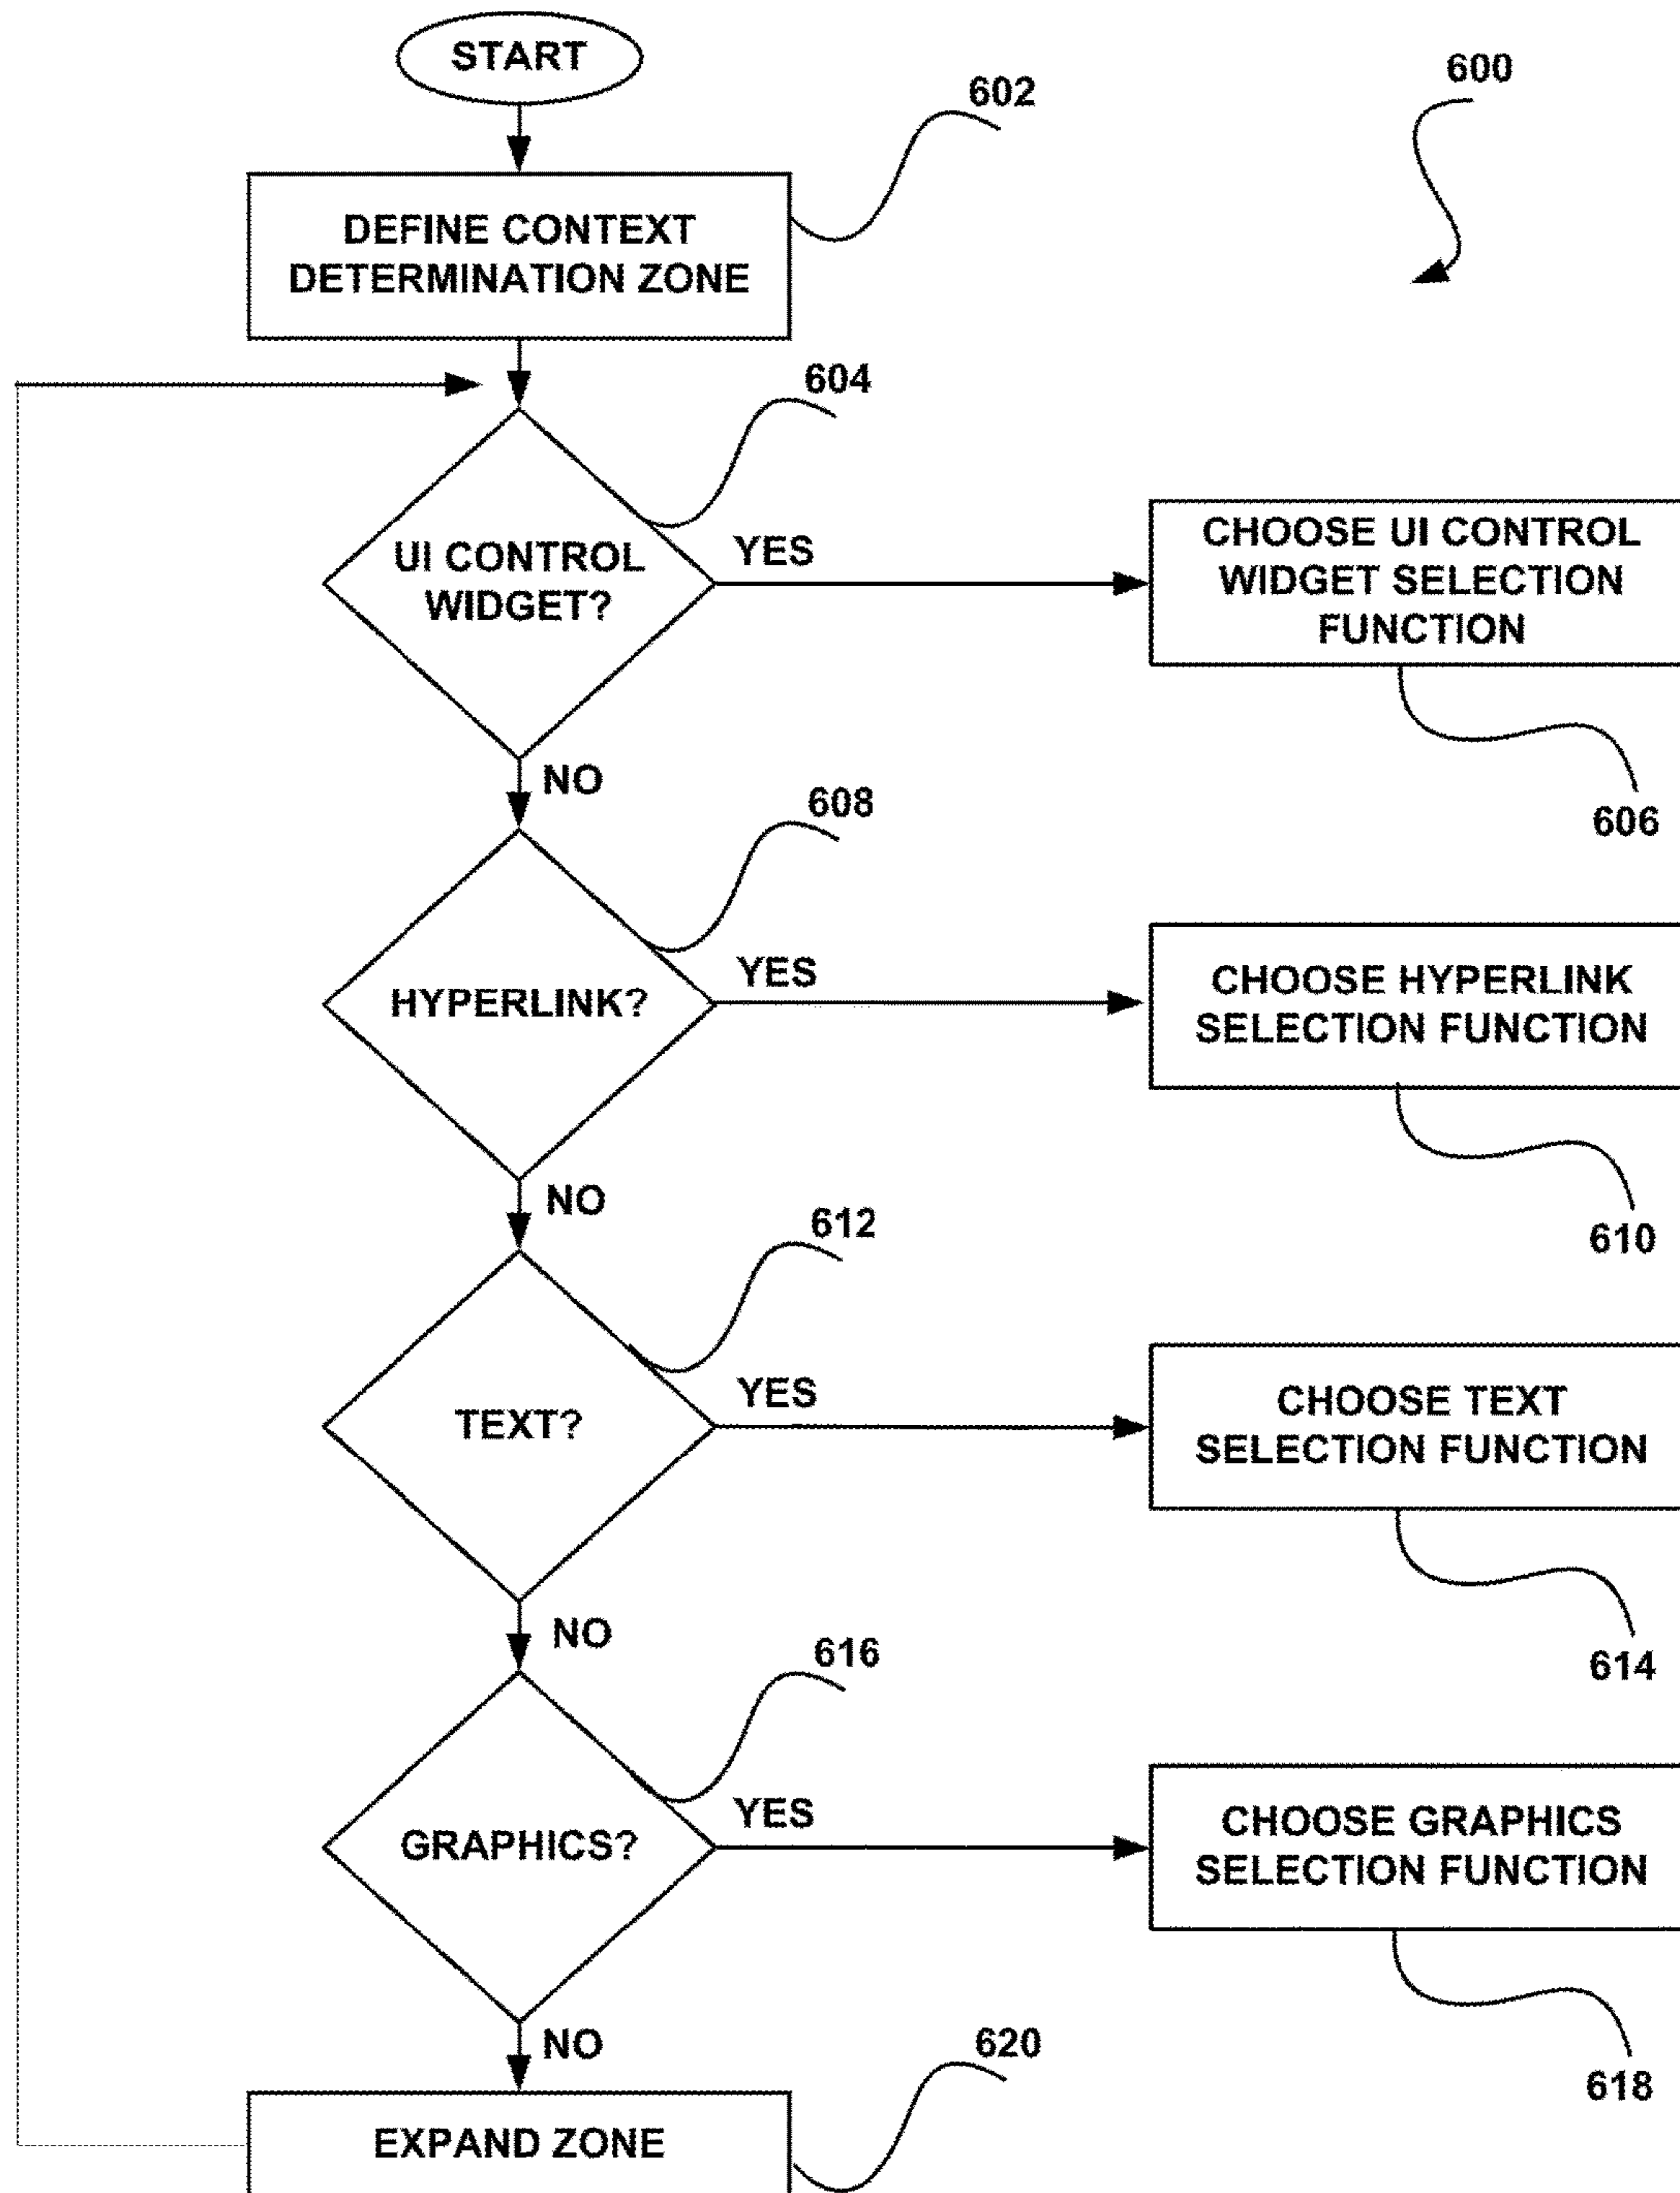 START
602
600
DEFINE CONTEXT
DETERMINATION ZONE
604
UI CONTROL
WIDGET?
YES
CHOOSE UI CONTROL
WIDGET SELECTION
FUNCTION
606
NO
608
HYPERLINK?
YES
CHOOSE HYPERLINK
SELECTION FUNCTION
610
NO
612
TEXT?
YES
CHOOSE TEXT
SELECTION FUNCTION
614
NO
616
GRAPHICS?
YES
CHOOSE GRAPHICS
SELECTION FUNCTION
618
NO
620
EXPAND ZONE